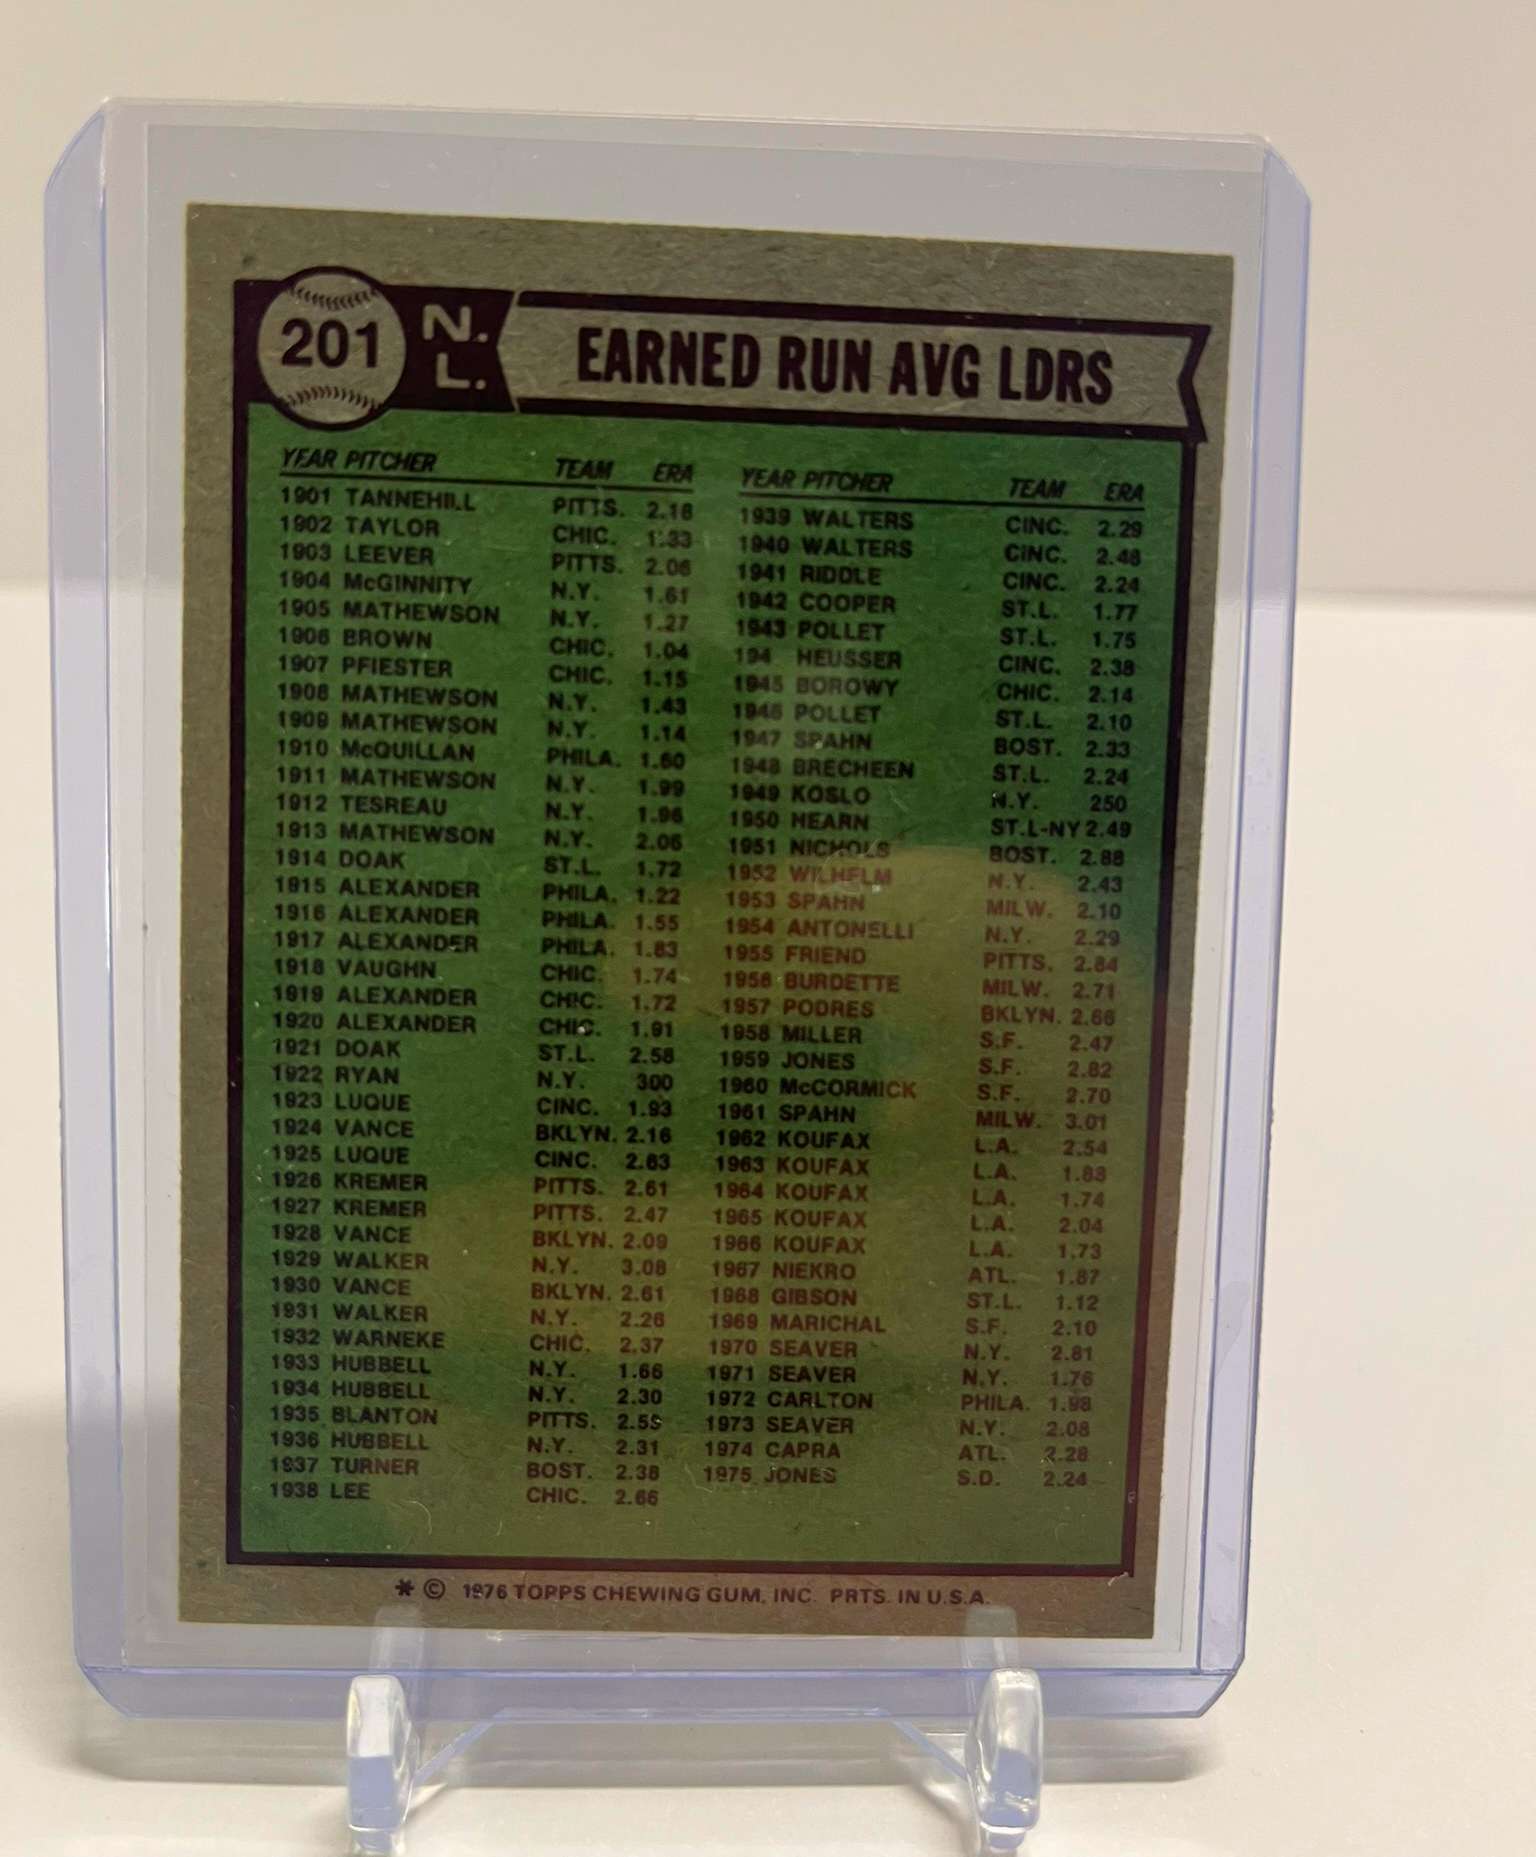 201
N.
L.
EARNED RUN AVG LDRS
YEAR PITCHER TEAM ERA
1901 TANNEHILL PITTS. 2.18
1902 TAYLOR CHIC. 1.33
1903 LEEVER PITTS. 2.06
1904 McGINNITY N.Y. 1.61
1905 MATHEWSON N.Y. 1.27
1906 BROWN CHIC. 1.04
1907 PFIESTER CHIC. 1.15
1908 MATHEWSON N.Y. 1.43
1909 MATHEWSON N.Y. 1.14
1910 McQUILLAN PHILA. 1.60
1911 MATHEWSON N.Y. 1.99
1912 TESREAU N.Y. 1.96
1913 MATHEWSON N.Y. 2.06
1914 DOAK ST.L. 1.72
1915 ALEXANDER PHILA. 1.22
1916 ALEXANDER PHILA. 1.55
1917 ALEXANDER PHILA. 1.83
1918 VAUGHN CHIC. 1.74
1919 ALEXANDER CHIC. 1.72
1920 ALEXANDER CHIC. 1.91
1921 DOAK ST.L. 2.58
1922 RYAN N.Y. 300
1923 LUQUE CINC. 1.93
1924 VANCE BKLYN. 2.16
1925 LUQUE CINC. 2.63
1926 KREMER PITTS. 2.61
1927 KREMER PITTS. 2.47
1928 VANCE BKLYN. 2.09
1929 WALKER N.Y. 3.08
1930 VANCE BKLYN. 2.61
1931 WALKER N.Y. 2.26
1932 WARNEKE CHIC. 2.37
1933 HUBBELL N.Y. 1.66
1934 HUBBELL N.Y. 2.30
1935 BLANTON PITTS. 2.59
1936 HUBBELL N.Y. 2.31
1937 TURNER BOST. 2.38
1938 LEE CHIC. 2.66
YEAR PITCHER TEAM ERA
1939 WALTERS CINC. 2.29
1940 WALTERS CINC. 2.48
1941 RIDDLE CINC. 2.24
1942 COOPER ST.L. 1.77
1943 POLLET ST.L. 1.75
194 HEUSSER CINC. 2.38
1945 BOROWY CHIC. 2.14
1946 POLLET ST.L. 2.10
1947 SPAHN BOST. 2.33
1948 BRECHEEN ST.L. 2.24
1949 KOSLO N.Y. 250
1950 HEARN ST.L-NY 2.49
1951 NICHOLS BOST. 2.88
1952 WILHELM N.Y. 2.43
1953 SPAHN MILW. 2.10
1954 ANTONELLI N.Y. 2.29
1955 FRIEND PITTS. 2.84
1956 BURDETTE MILW. 2.71
1957 PODRES BKLYN. 2.66
1958 MILLER S.F. 2.47
1959 JONES S.F. 2.82
1960 McCORMICK S.F. 2.70
1961 SPAHN MILW. 3.01
1962 KOUFAX L.A. 2.54
1963 KOUFAX L.A. 1.88
1964 KOUFAX L.A. 1.74
1965 KOUFAX L.A. 2.04
1966 KOUFAX L.A. 1.73
1967 NIEKRO ATL. 1.87
1968 GIBSON ST.L. 1.12
1969 MARICHAL S.F. 2.10
1970 SEAVER N.Y. 2.81
1971 SEAVER N.Y. 1.76
1972 CARLTON PHILA. 1.98
1973 SEAVER N.Y. 2.08
1974 CAPRA ATL. 2.28
1975 JONES S.D. 2.24
* © 1976 TOPPS CHEWING GUM, INC. PRTS. IN U.S.A.